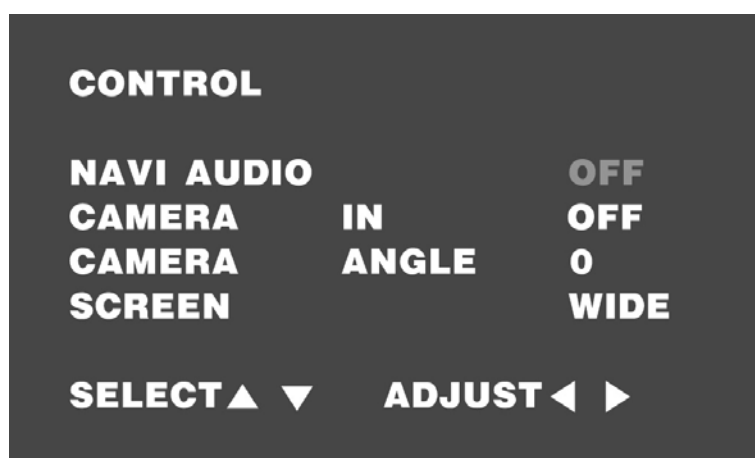 CONTROL
NAVI AUDIO OFF
CAMERA IN OFF
CAMERA ANGLE 0
SCREEN WIDE
SELECT▲ ▼ ADJUST◀ ▶